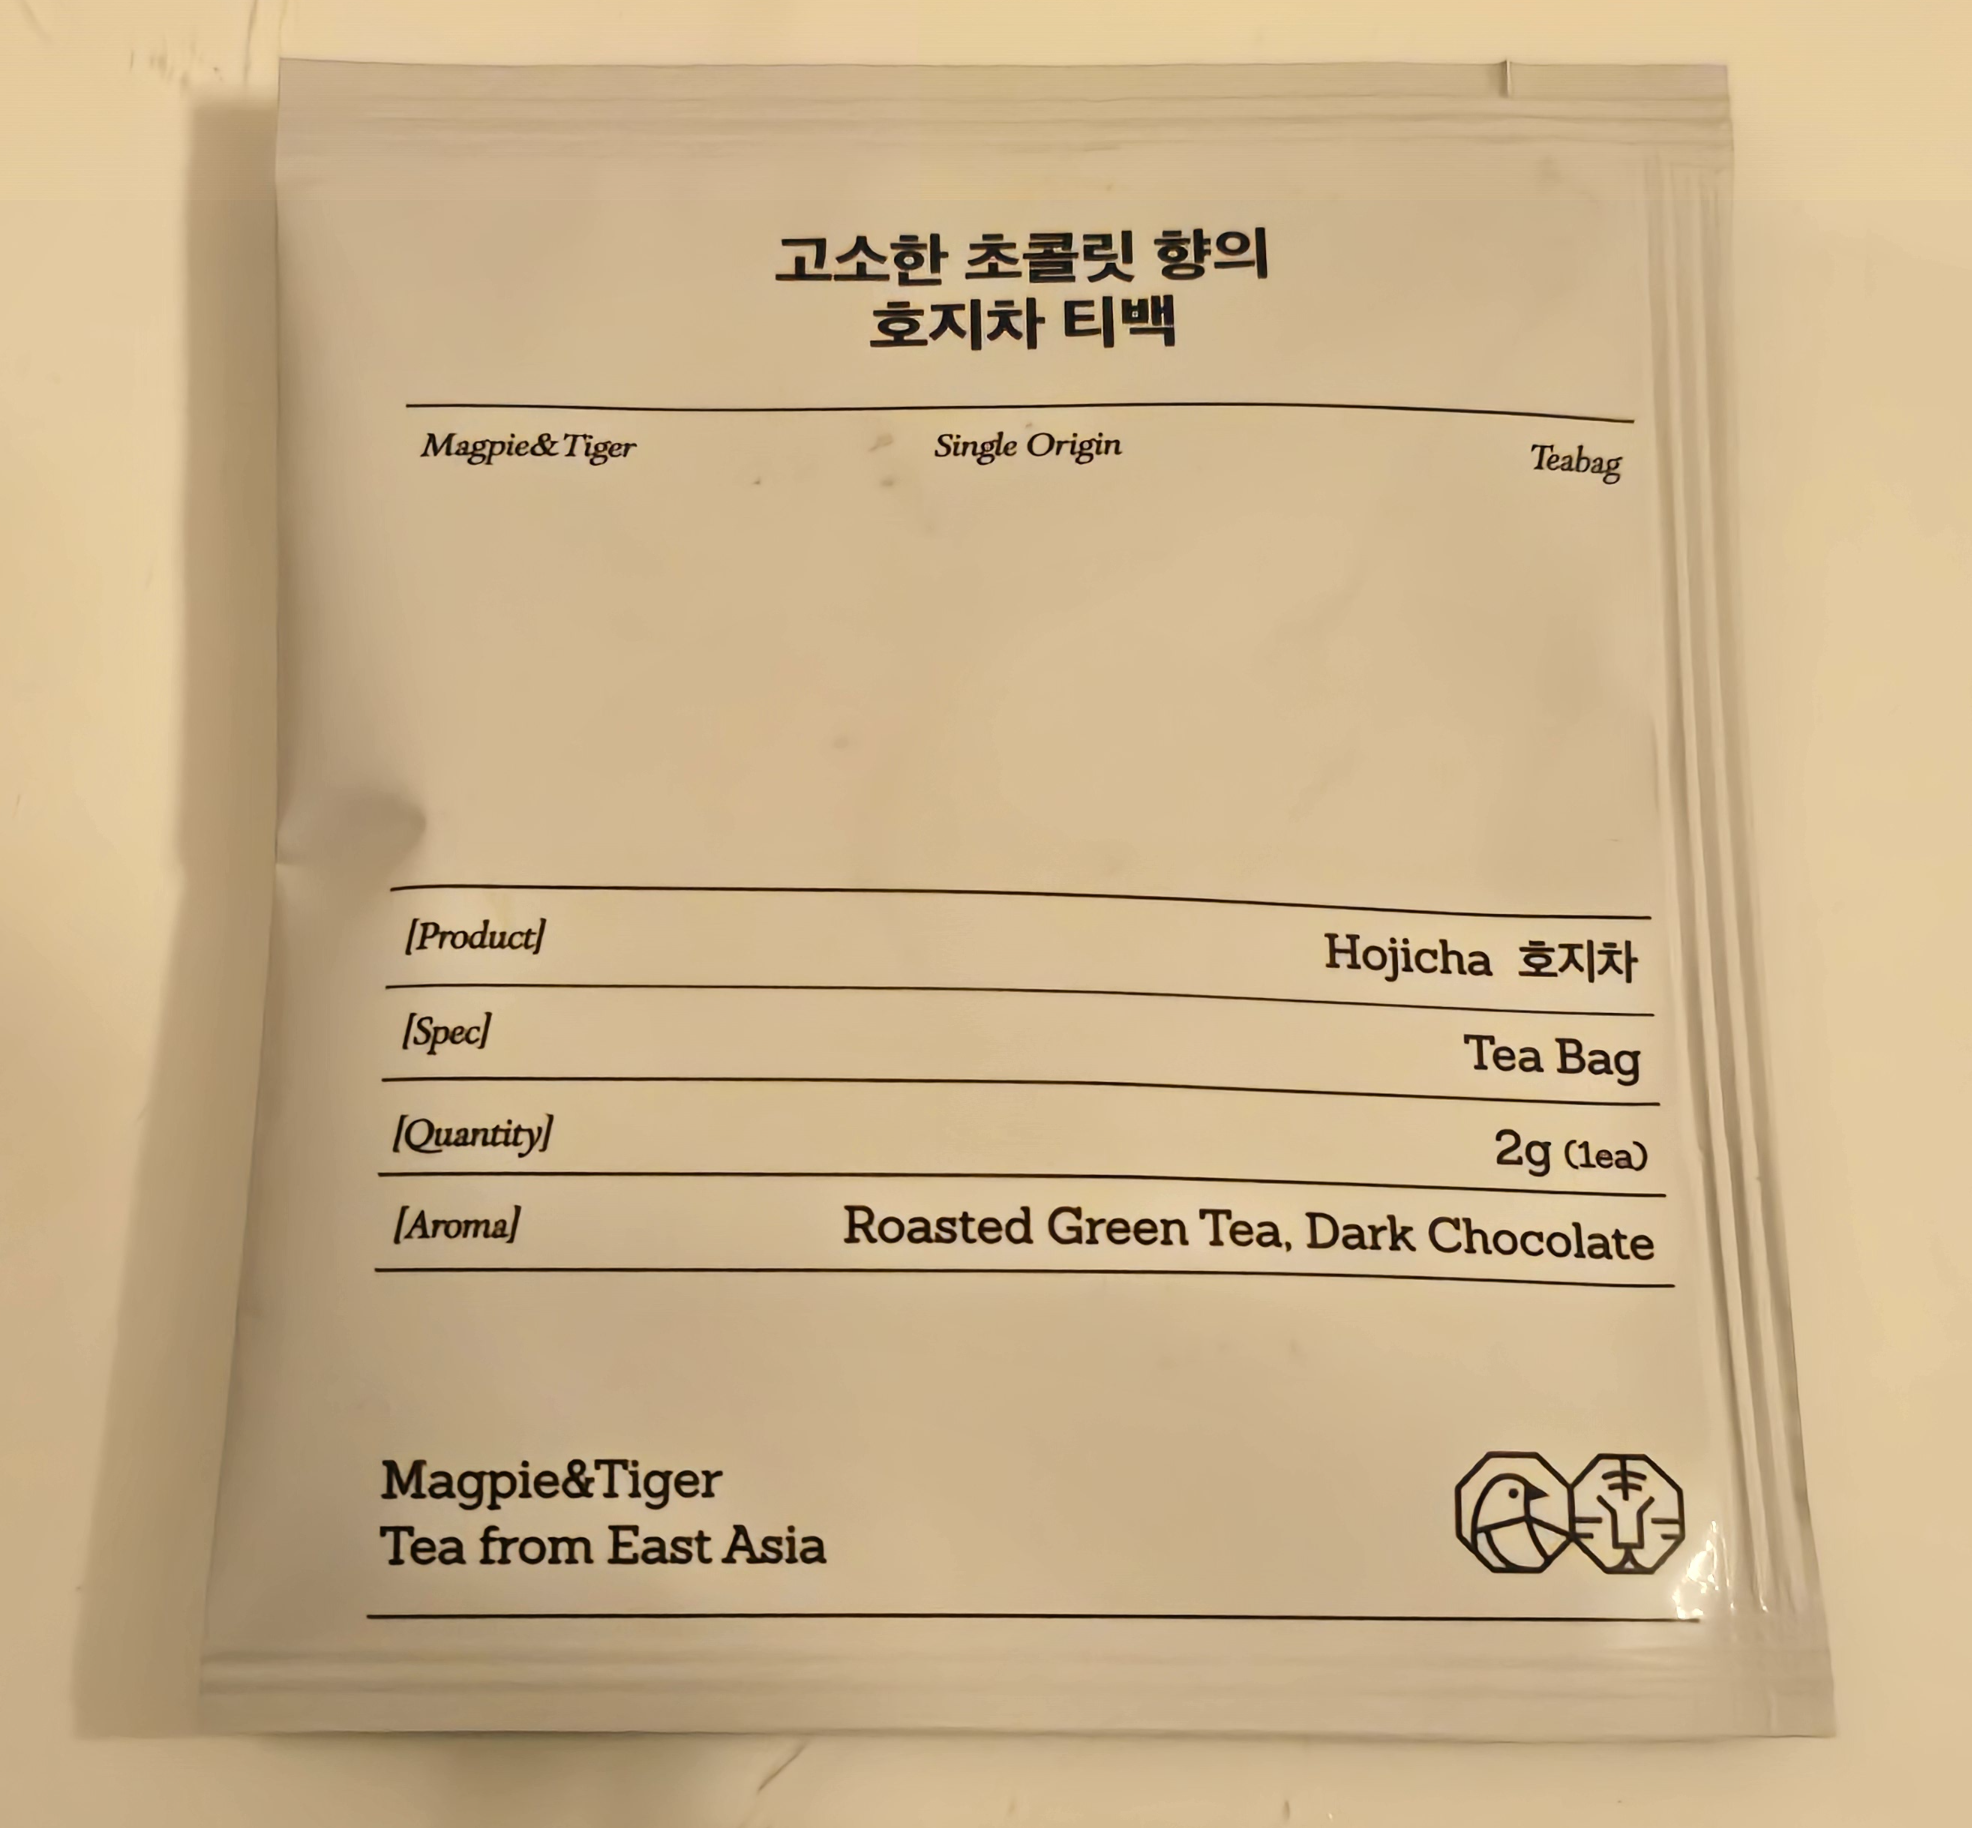 고소한 초콜릿 향의
호지차 티백
Magpie&Tiger Single Origin Teabag
[Product] Hojicha 호지차
[Spec] Tea Bag
[Quantity] 2g (1ea)
[Aroma] Roasted Green Tea, Dark Chocolate
Magpie&Tiger
Tea from East Asia